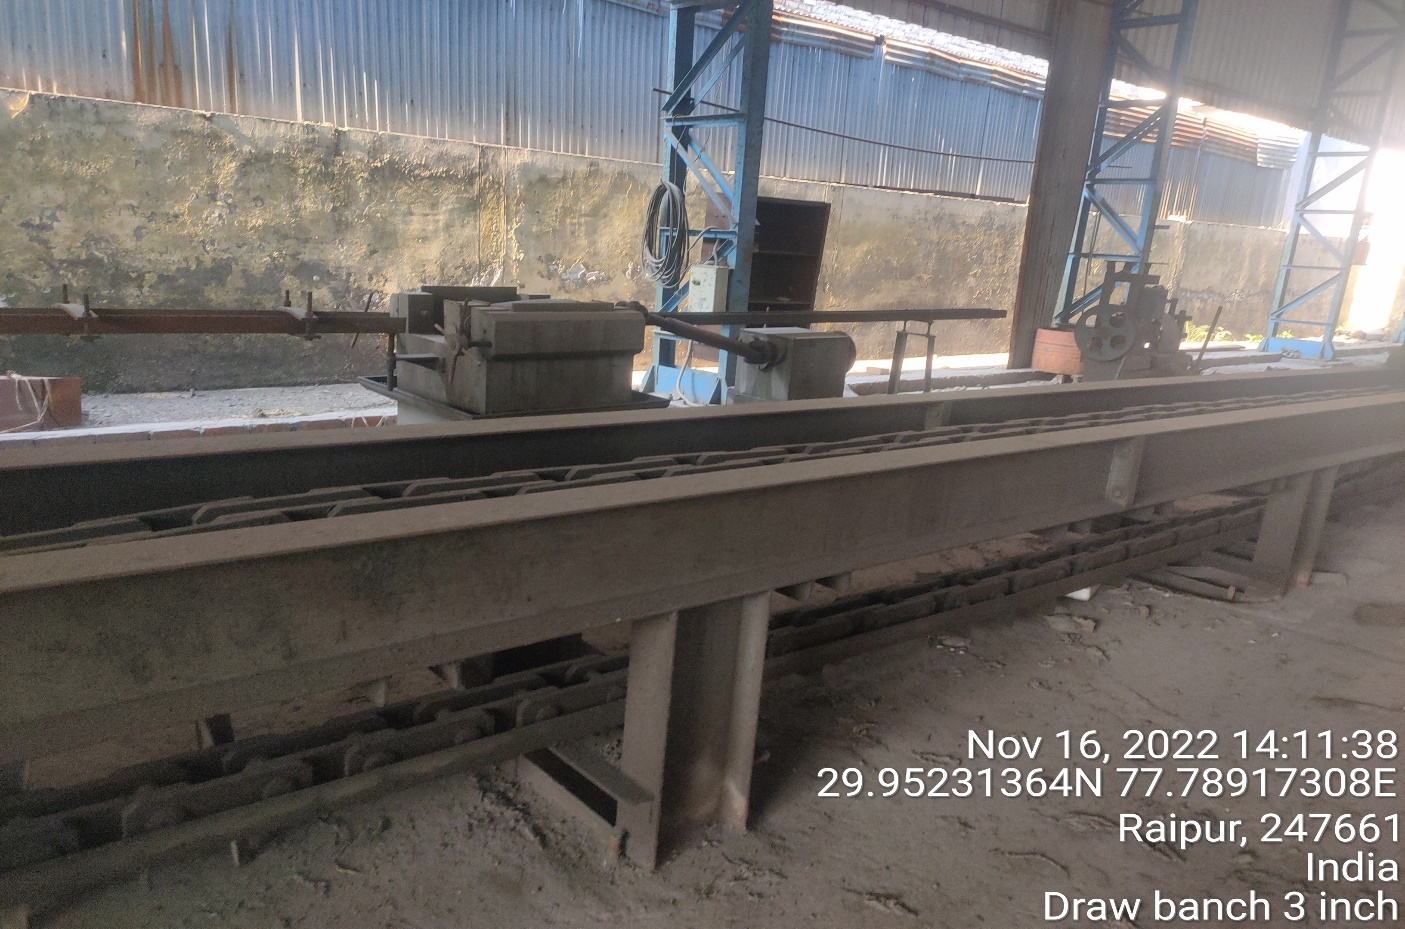 Nov 16, 2022 14:11:38
29.95231364N 77.78917308E
Raipur, 247661
India
Draw banch 3 inch